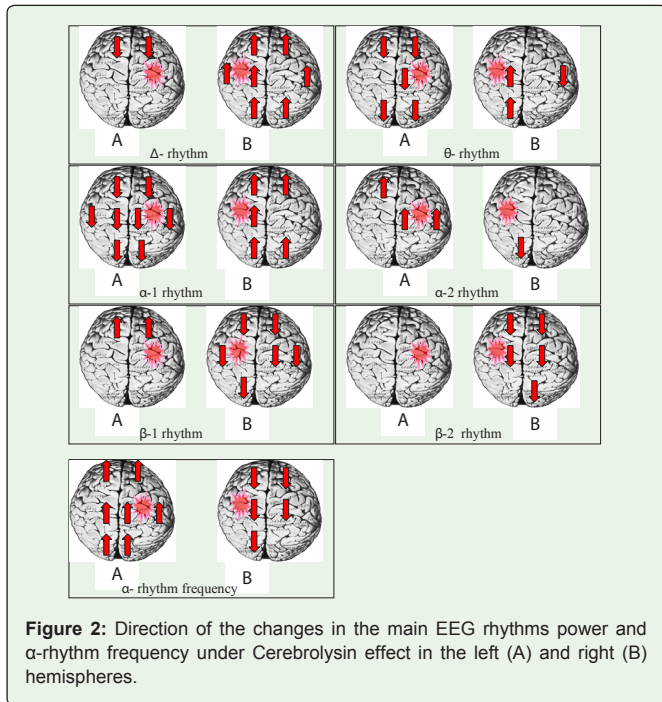 A B A B
Δ- rhythm θ- rhythm
A B A B
α-1 rhythm α-2 rhythm
A B A B
β-1 rhythm β-2 rhythm
A B
α- rhythm frequency
Figure 2: Direction of the changes in the main EEG rhythms power and
α-rhythm frequency under Cerebrolysin effect in the left (A) and right (B)
hemispheres.